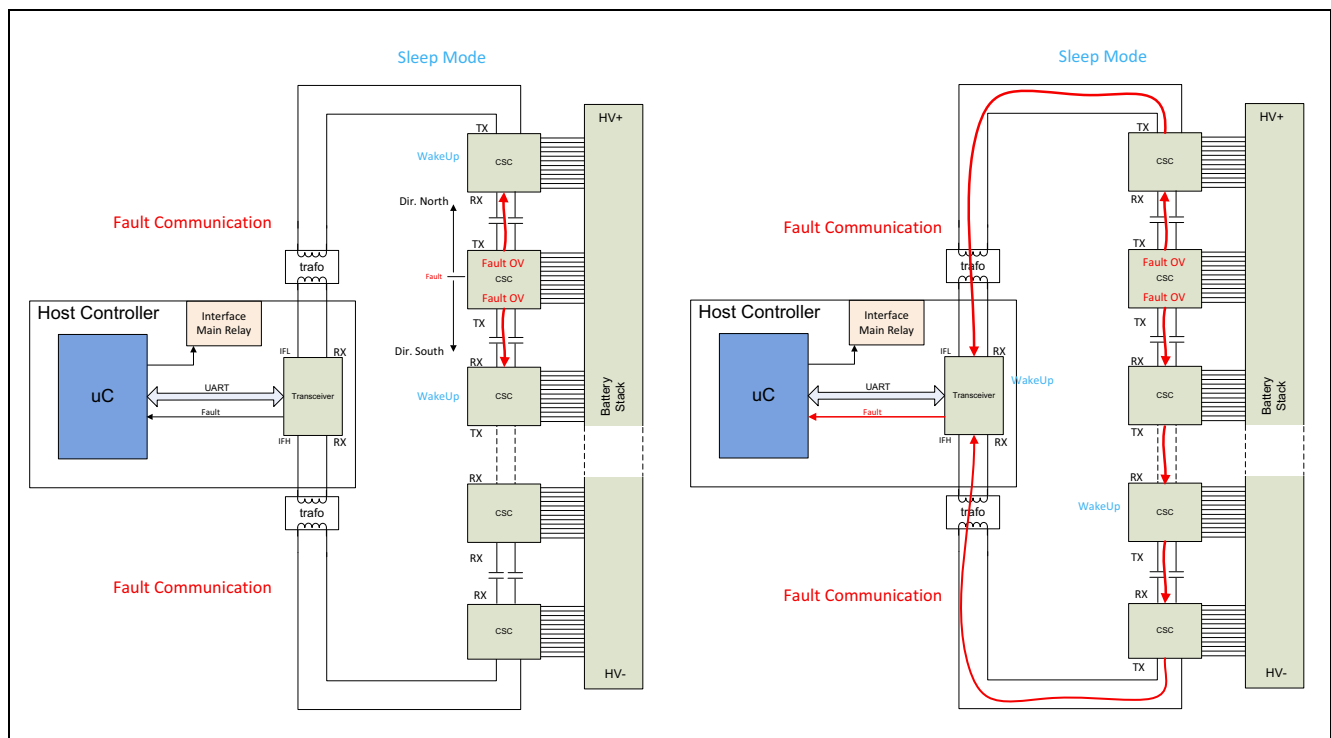 Sleep Mode
HV+
TX
WakeUp
CSC
RX
Dir. North
Fault Communication
TX
trafo
Fault OV
Fault
CSC
Fault OV
Host Controller
Interface
Main Relay
TX
Dir. South
IFL
RX
RX
uC
UART
Transceiver
WakeUp
CSC
Battery
Stack
Fault
IFH
RX
TX
RX
trafo
CSC
RX
Fault Communication
RX
CSC
HV-
Sleep Mode
HV+
TX
CSC
RX
Fault Communication
TX
trafo
Fault OV
CSC
Fault OV
Host Controller
Interface
Main Relay
TX
IFL
RX
WakeUp
RX
uC
UART
Transceiver
CSC
Battery
Stack
Fault
IFH
RX
TX
RX
trafo
WakeUp
CSC
TX
Fault Communication
RX
CSC
TX
HV-